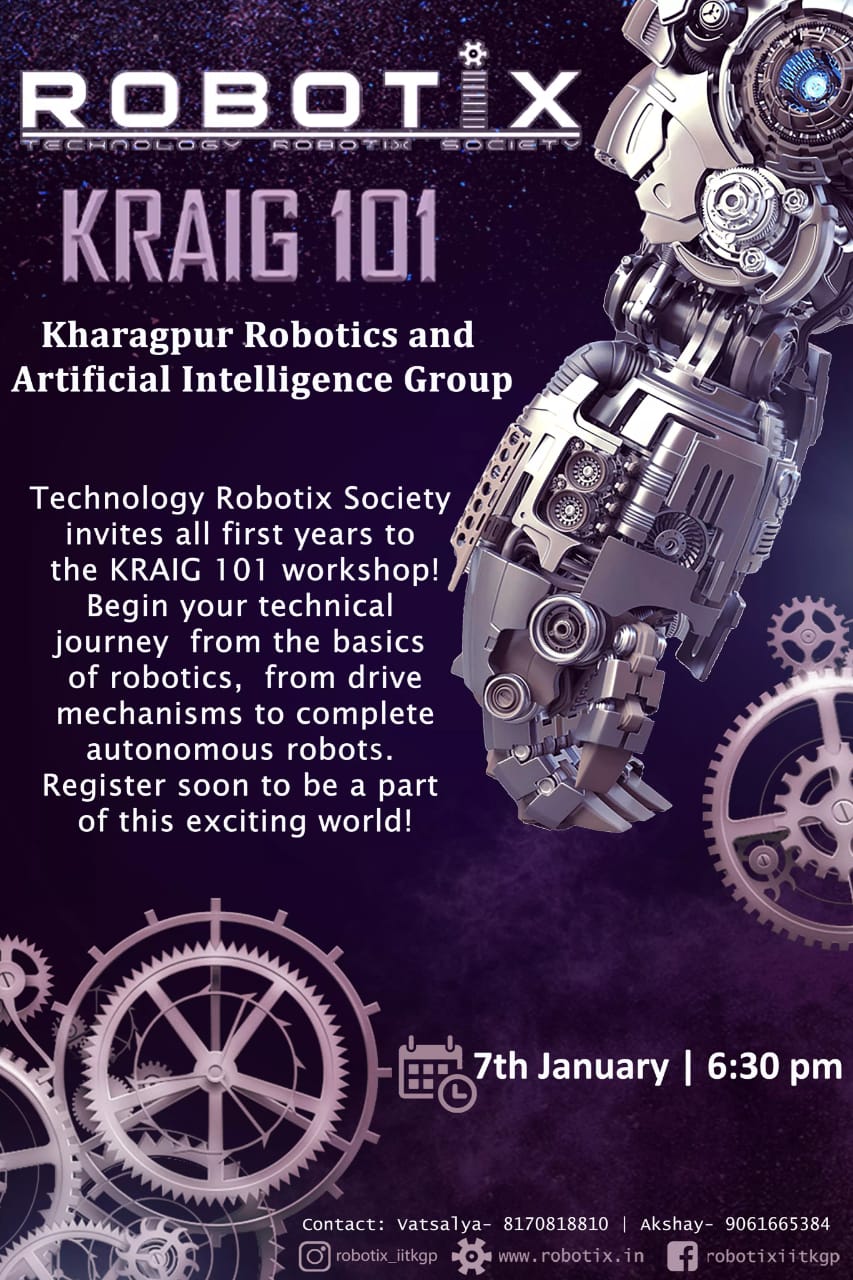 ROBOTIX
TECHNOLOGY ROBOTIX SOCIETY
KRAIG 101
Kharagpur Robotics and
Artificial Intelligence Group
Technology Robotix Society
invites all first years to
the KRAIG 101 workshop!
Begin your technical
journey from the basics
of robotics, from drive
mechanisms to complete
autonomous robots.
Register soon to be a part
of this exciting world!
7th January | 6:30 pm
Contact: Vatsalya- 8170818810 | Akshay- 9061665384
robotix_iitkgp www.robotix.in robotixiitkgp